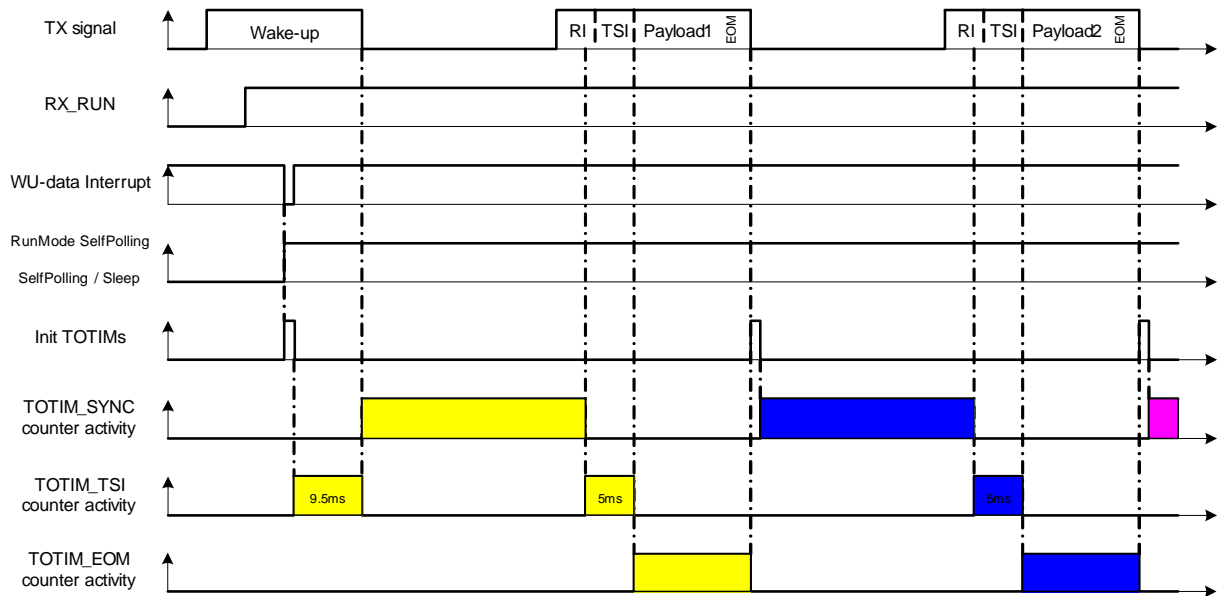 TX signal
Wake-up
RI TSI Payload1 EOM
RI TSI Payload2 EOM
RX_RUN
WU-data Interrupt
RunMode SelfPolling
SelfPolling / Sleep
Init TOTIMs
TOTIM_SYNC
counter activity
TOTIM_TSI
counter activity
9.5ms
5ms
5ms
TOTIM_EOM
counter activity